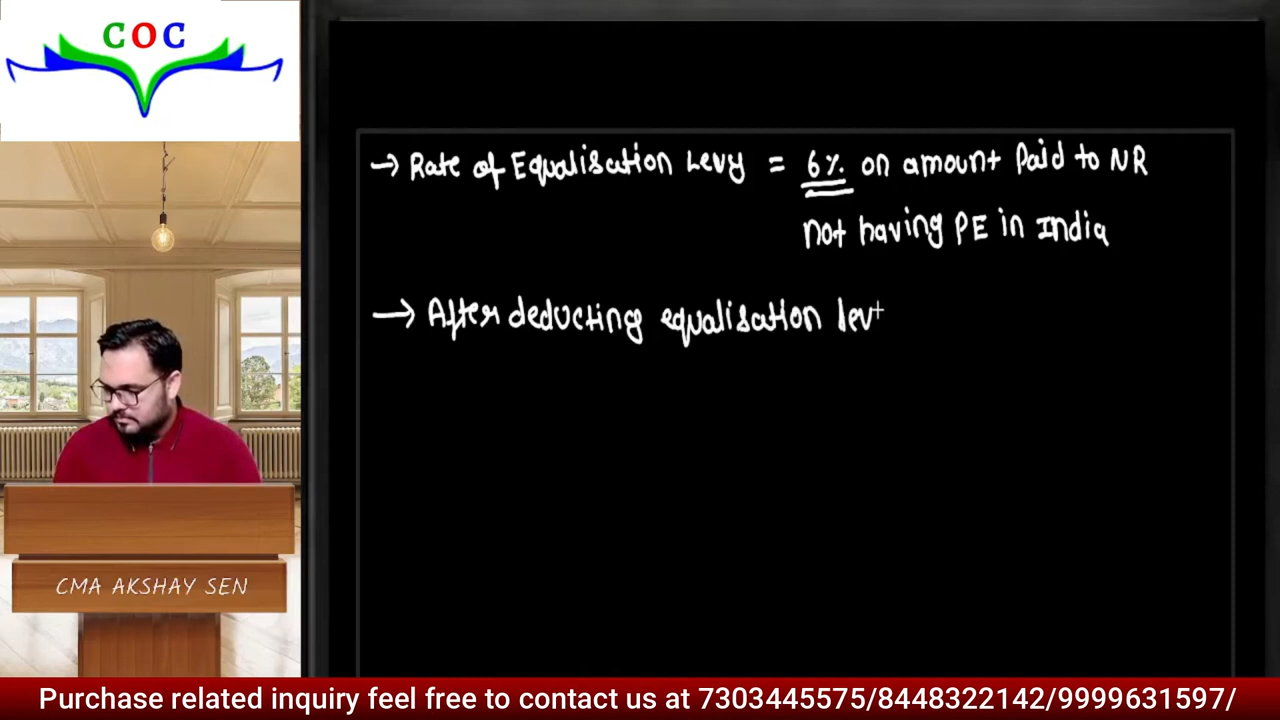 COC
→ Rate of Equalisation Levy = 6% on amount Paid to NR
not having PE in India
→ After deducting equalisation lev
CMA AKSHAY SEN
Purchase related inquiry feel free to contact us at 7303445575/8448322142/9999631597/